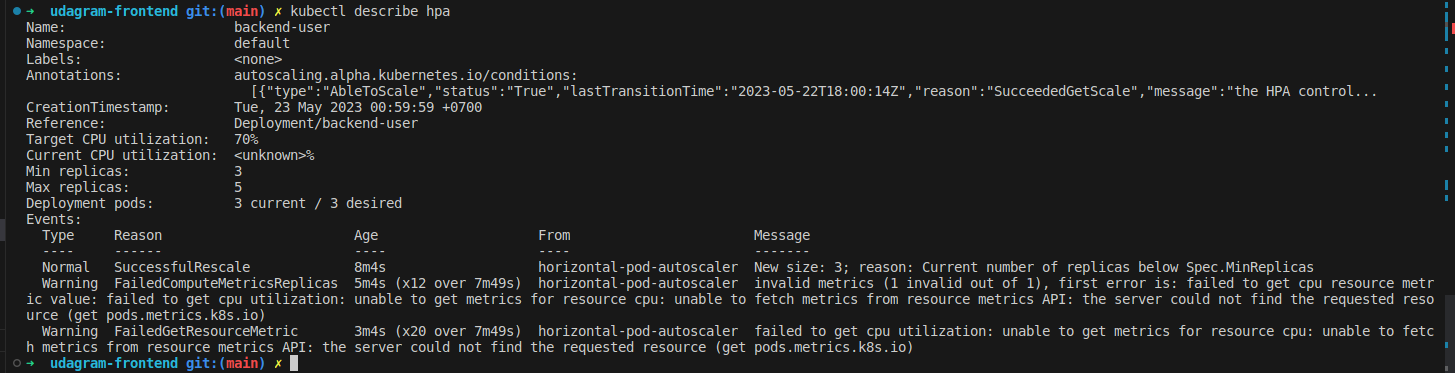 ● ➜  udagram-frontend git:(main) ✗ kubectl describe hpa
Name:                     backend-user
Namespace:                default
Labels:                   <none>
Annotations:              autoscaling.alpha.kubernetes.io/conditions:
                            [{"type":"AbleToScale","status":"True","lastTransitionTime":"2023-05-22T18:00:14Z","reason":"SucceededGetScale","message":"the HPA control...
CreationTimestamp:        Tue, 23 May 2023 00:59:59 +0700
Reference:                Deployment/backend-user
Target CPU utilization:   70%
Current CPU utilization:  <unknown>%
Min replicas:             3
Max replicas:             5
Deployment pods:          3 current / 3 desired
Events:
  Type     Reason                        Age                    From                       Message
  ----     ------                        ----                   ----                       -------
  Normal   SuccessfulRescale             8m4s                   horizontal-pod-autoscaler  New size: 3; reason: Current number of replicas below Spec.MinReplicas
  Warning  FailedComputeMetricsReplicas  5m4s (x12 over 7m49s)  horizontal-pod-autoscaler  invalid metrics (1 invalid out of 1), first error is: failed to get cpu resource metr
ic value: failed to get cpu utilization: unable to get metrics for resource cpu: unable to fetch metrics from resource metrics API: the server could not find the requested reso
urce (get pods.metrics.k8s.io)
  Warning  FailedGetResourceMetric       3m4s (x20 over 7m49s)  horizontal-pod-autoscaler  failed to get cpu utilization: unable to get metrics for resource cpu: unable to fetc
h metrics from resource metrics API: the server could not find the requested resource (get pods.metrics.k8s.io)
○ ➜  udagram-frontend git:(main) ✗